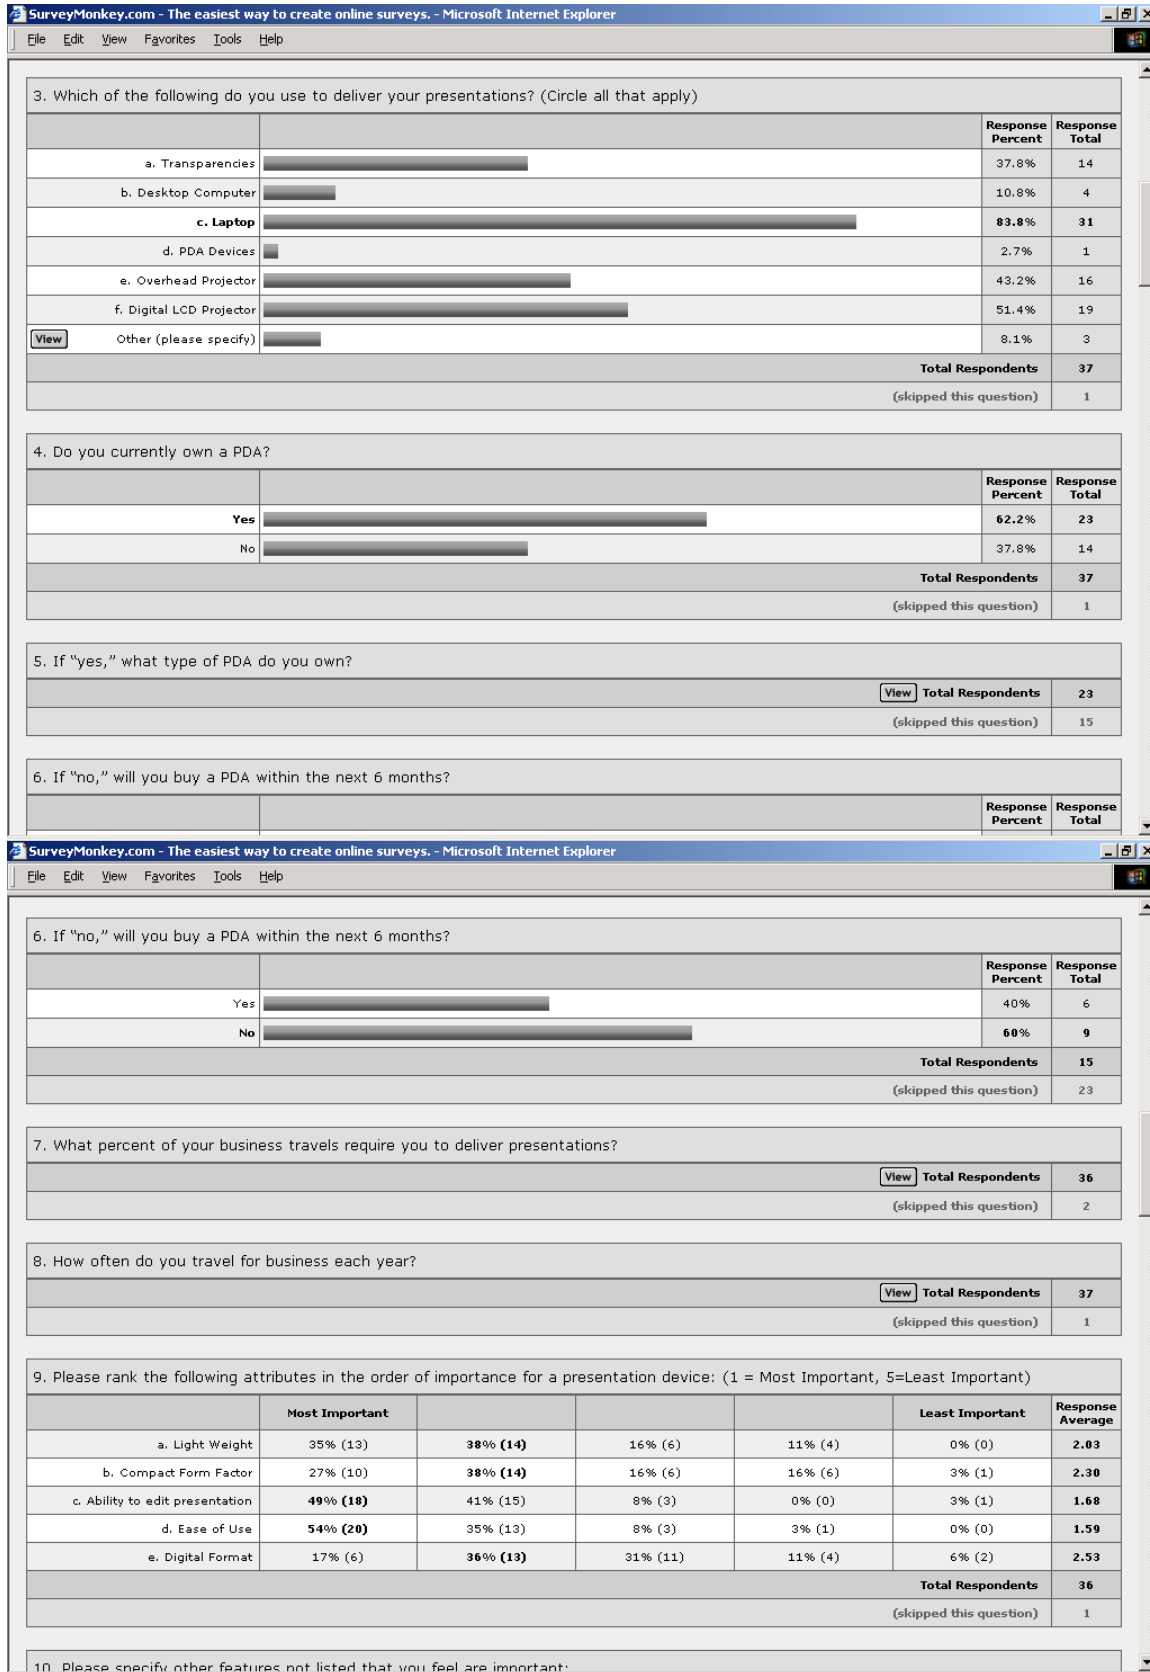 SurveyMonkey.com - The easiest way to create online surveys. - Microsoft Internet Explorer
File Edit View Favorites Tools Help
3. Which of the following do you use to deliver your presentations? (Circle all that apply)
Response Percent Response Total
a. Transparencies 37.8% 14
b. Desktop Computer 10.8% 4
c. Laptop 83.8% 31
d. PDA Devices 2.7% 1
e. Overhead Projector 43.2% 16
f. Digital LCD Projector 51.4% 19
View Other (please specify) 8.1% 3
Total Respondents 37
(skipped this question) 1
4. Do you currently own a PDA?
Response Percent Response Total
Yes 62.2% 23
No 37.8% 14
Total Respondents 37
(skipped this question) 1
5. If "yes," what type of PDA do you own?
View Total Respondents 23
(skipped this question) 15
6. If "no," will you buy a PDA within the next 6 months?
Response Percent Response Total
SurveyMonkey.com - The easiest way to create online surveys. - Microsoft Internet Explorer
File Edit View Favorites Tools Help
6. If "no," will you buy a PDA within the next 6 months?
Response Percent Response Total
Yes 40% 6
No 60% 9
Total Respondents 15
(skipped this question) 23
7. What percent of your business travels require you to deliver presentations?
View Total Respondents 36
(skipped this question) 2
8. How often do you travel for business each year?
View Total Respondents 37
(skipped this question) 1
9. Please rank the following attributes in the order of importance for a presentation device: (1 = Most Important, 5=Least Important)
Most Important Least Important Response Average
a. Light Weight 35% (13) 38% (14) 16% (6) 11% (4) 0% (0) 2.03
b. Compact Form Factor 27% (10) 38% (14) 16% (6) 16% (6) 3% (1) 2.30
c. Ability to edit presentation 49% (18) 41% (15) 8% (3) 0% (0) 3% (1) 1.68
d. Ease of Use 54% (20) 35% (13) 8% (3) 3% (1) 0% (0) 1.59
e. Digital Format 17% (6) 36% (13) 31% (11) 11% (4) 6% (2) 2.53
Total Respondents 36
(skipped this question) 1
10. Please specify other features not listed that you feel are important: